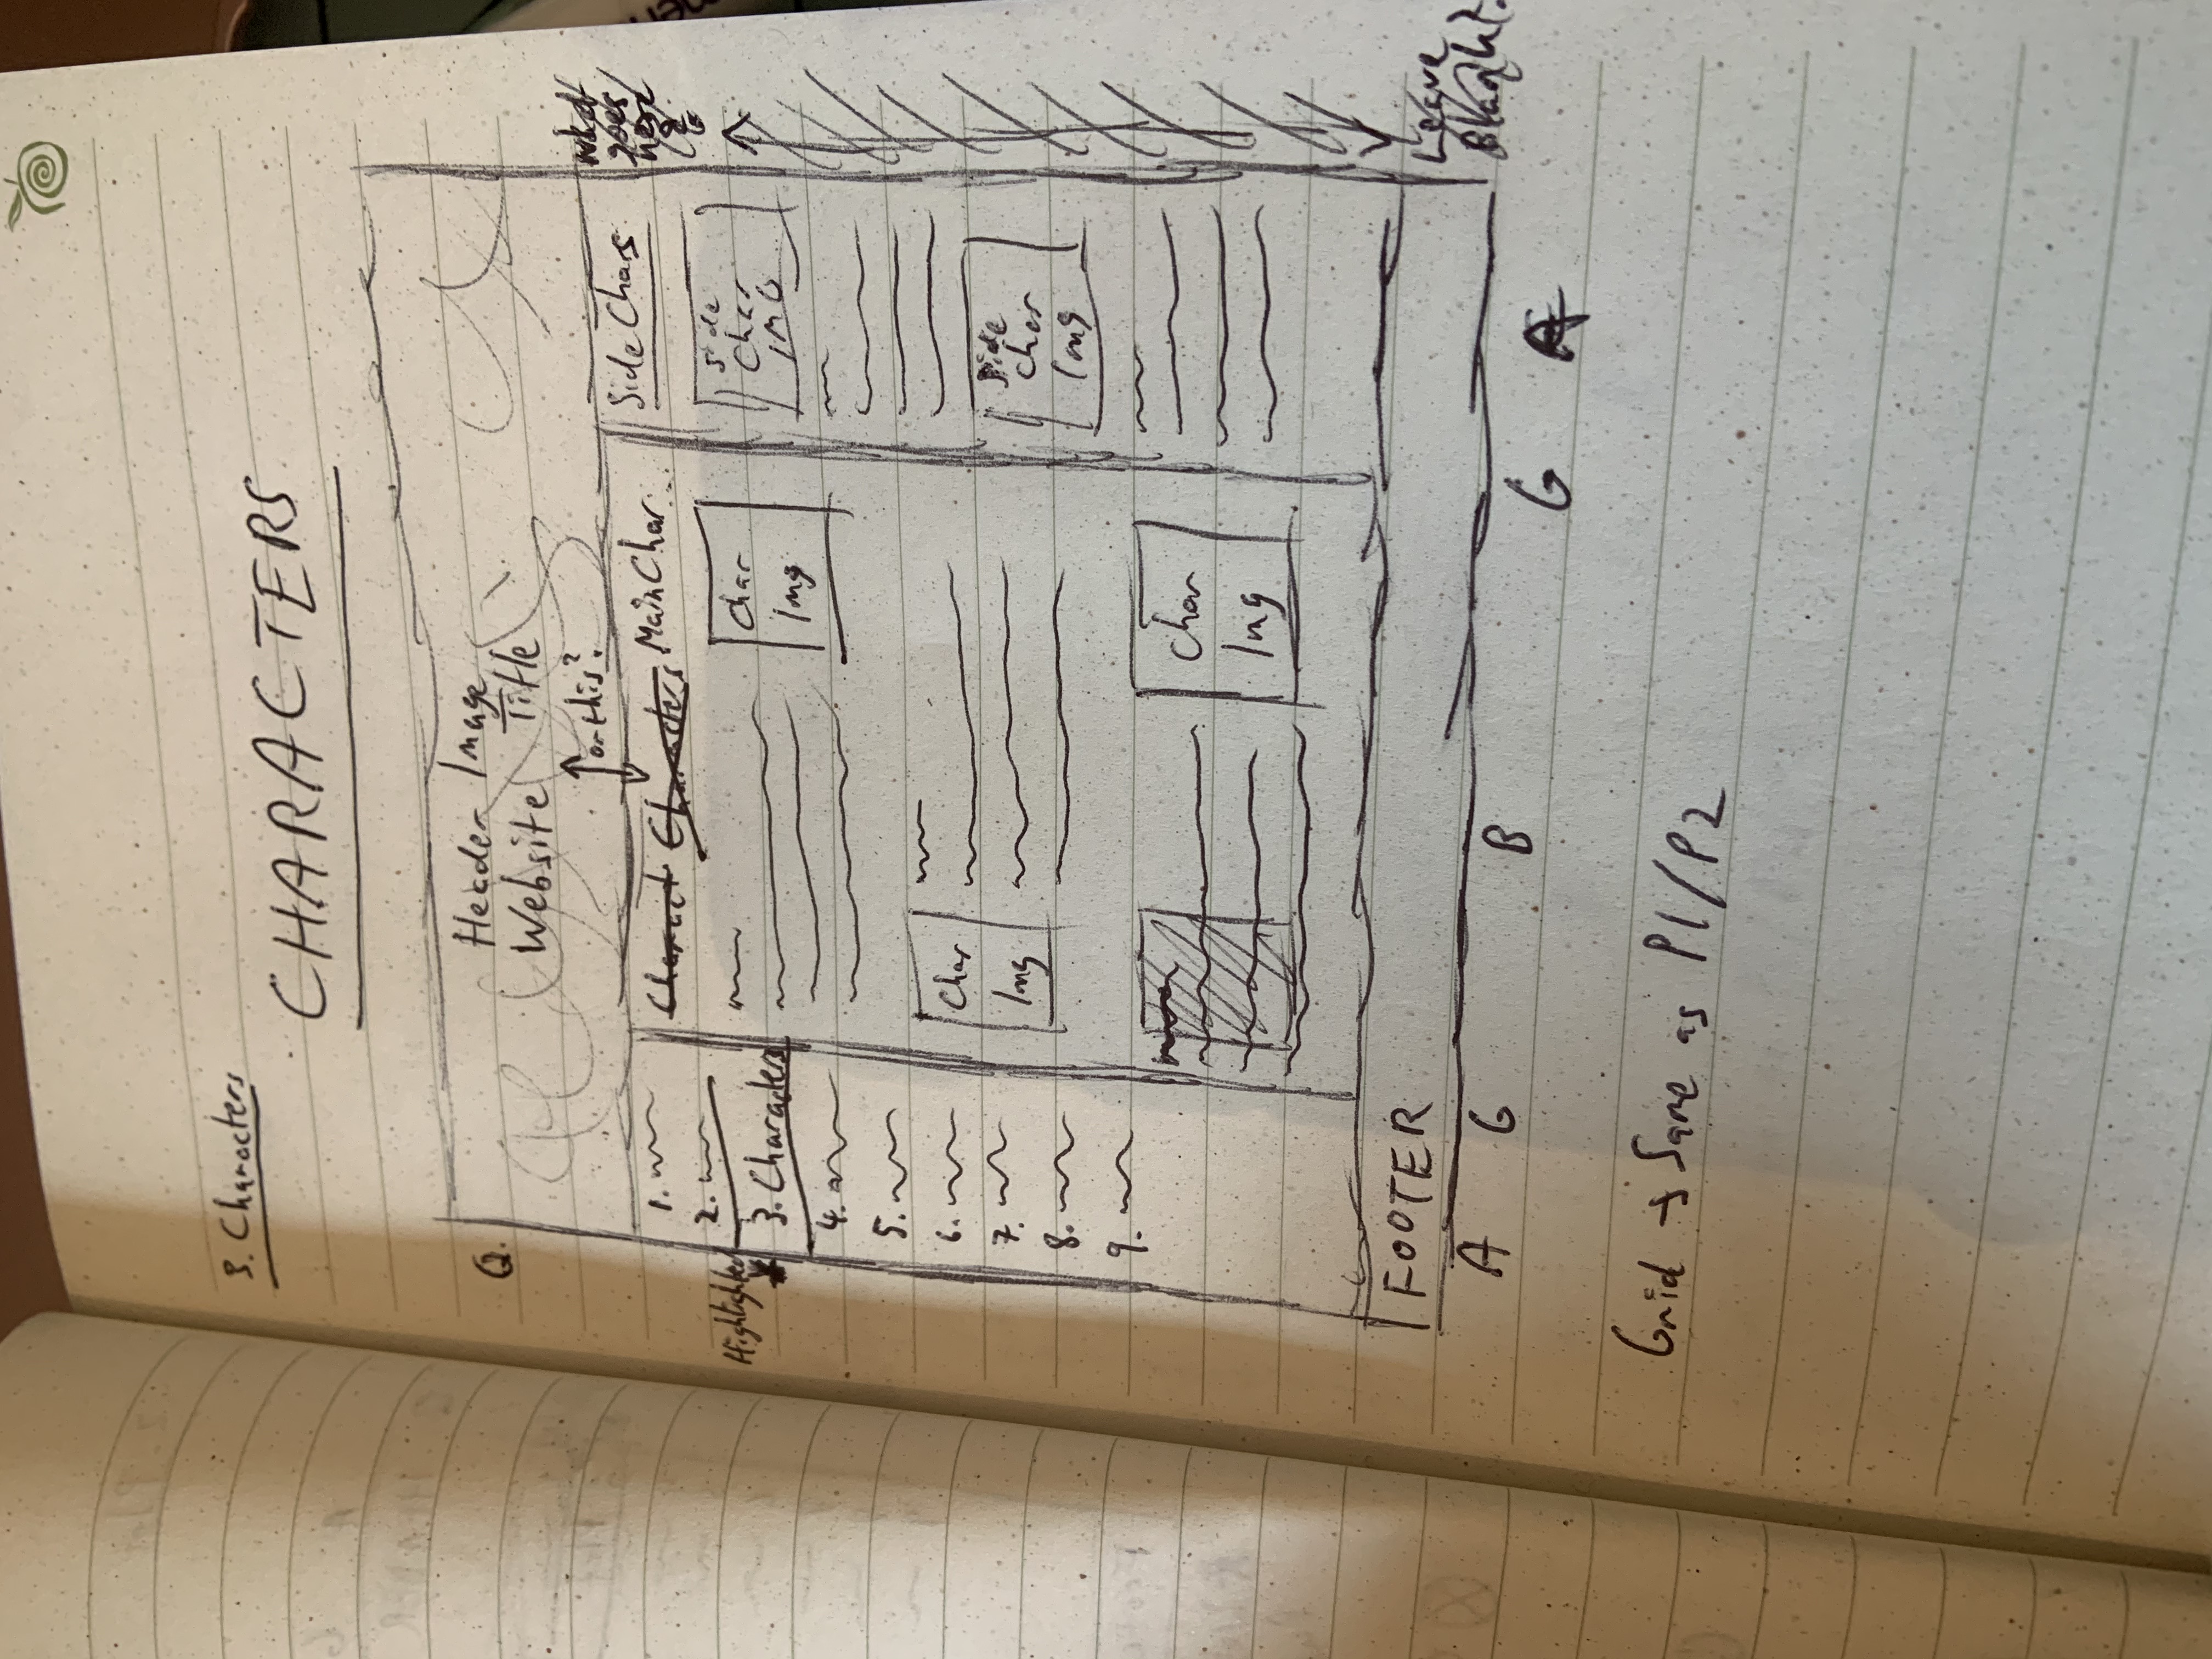 3. Characters
CHARACTERS
Q.
Header Image
Website Title
or this?
1.
2.
Highlighted
3. Characters
4.
5.
6.
7.
8.
9.
Charact Characters Main Char.
Char
Img
Char
Img
Char
Img
Side Chars
Side
Char
IMG
Side
Char
Img
what
goes
here
?
Leave
Blank?
FOOTER
A G B G A
Grid → Same as P1/P2